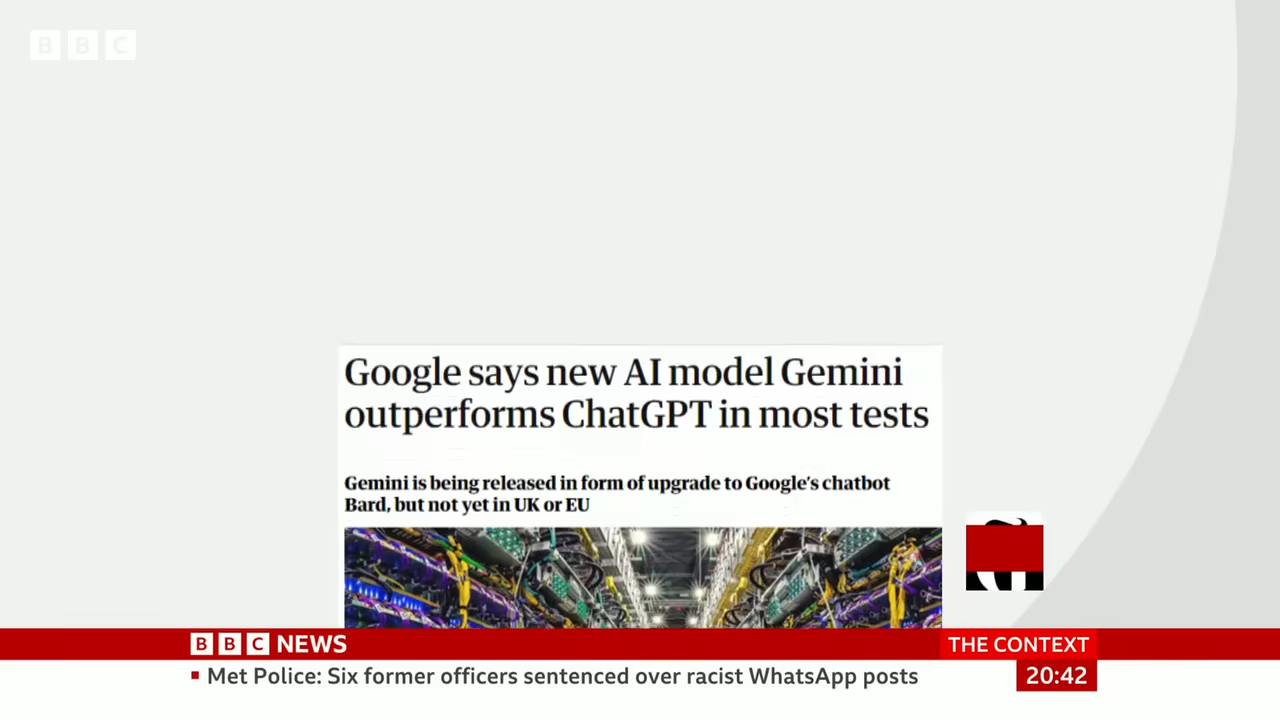 BBC
Google says new AI model Gemini
outperforms ChatGPT in most tests
Gemini is being released in form of upgrade to Google's chatbot
Bard, but not yet in UK or EU
BBC NEWS
THE CONTEXT
Met Police: Six former officers sentenced over racist WhatsApp posts
20:42